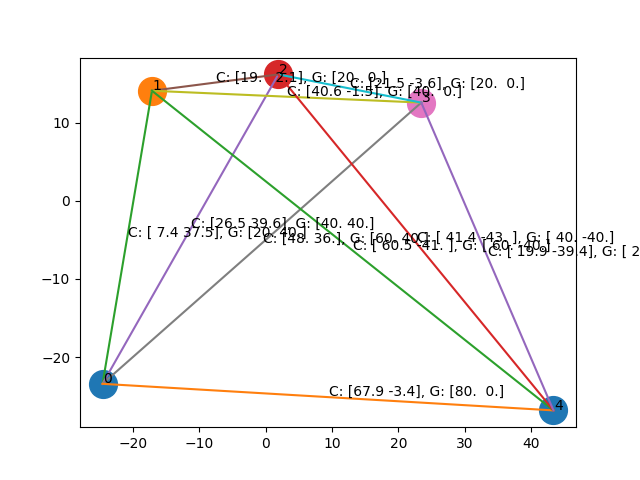 2
1
C: [19. 2.1], G: [20. 0.]
C: [21.5 -3.6], G: [20. 0.]
C: [40.6 -1.5], G: [40. 0.]
3
10
0
C: [26.5 39.6], G: [40. 40.]
C: [ 7.4 37.5], G: [20. 40.]
C: [48. 36.], G: [60. 40.]
C: [ 41.4 -43. ], G: [ 40. -40.]
C: [ 60.5 -41. ], G: [ 60. -40.]
C: [ 19.9 -39.4], G: [ 2
−10
−20
0
C: [67.9 -3.4], G: [80. 0.]
4
−20
−10
0
10
20
30
40